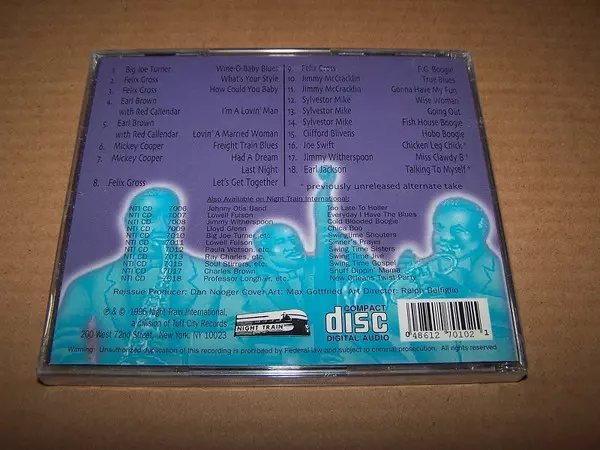 1. Big Joe Turner Wine-O-Baby Blues
2. Felix Gross What's Your Style
3. Felix Gross How Could You Baby
4. Earl Brown
with Red Callendar I'm A Lovin' Man
5. Earl Brown
with Red Callendar Lovin' A Married Woman
6. Mickey Cooper Freight Train Blues
7. Mickey Cooper Had A Dream
Last Night
8. Felix Gross Let's Get Together
9. Felix Gross F.G. Boogie
10. Jimmy McCracklin True Blues
11. Jimmy McCracklin Gonna Have My Fun
12. Sylvestor Mike Wise Woman
13. Sylvestor Mike Going Out
14. Sylvestor Mike Fish House Boogie
15. Clifford Blivens Hobo Boogie
16. Joe Swift Chicken Leg Chick *
17. Jimmy Witherspoon Miss Clawdy B *
18. Earl Jackson Talking To Myself *
* previously unreleased alternate take
Also Available on Night Train International:
NTI CD 7006 Johnny Otis Band Too Late To Holler
NTI CD 7007 Lowell Fulson Everyday I Have The Blues
NTI CD 7008 Jimmy Witherspoon Cold Blooded Boogie
NTI CD 7009 Lloyd Glenn Chica Boo
NTI CD 7010 Big Joe Turner, etc. Swingtime Shouters
NTI CD 7011 Lowell Fulson Sinner's Prayer
NTI CD 7012 Paula Watson, etc. Swing Time Sisters
NTI CD 7013 Ray Charles, etc. Swing Time Jive
NTI CD 7015 Soul Stirrers, etc. Swing Time Gospel
NTI CD 7017 Charles Brown Snuff Dippin' Mama
NTI CD 2018 Professor Longhair, etc. New Orleans Twist Party
Reissue Producer: Dan Nooger Cover Art: Max Gottfried Art Director: Ralph Belfiglio
℗ & © 1995 Night Train International,
a division of Tuff City Records
200 West 72nd Street, New York, NY 10023
NIGHT TRAIN
COMPACT
disc
DIGITAL AUDIO
0 48612 70102 1
Warning: Unauthorized duplication of this recording is prohibited by Federal law and subject to criminal prosecution. All rights reserved